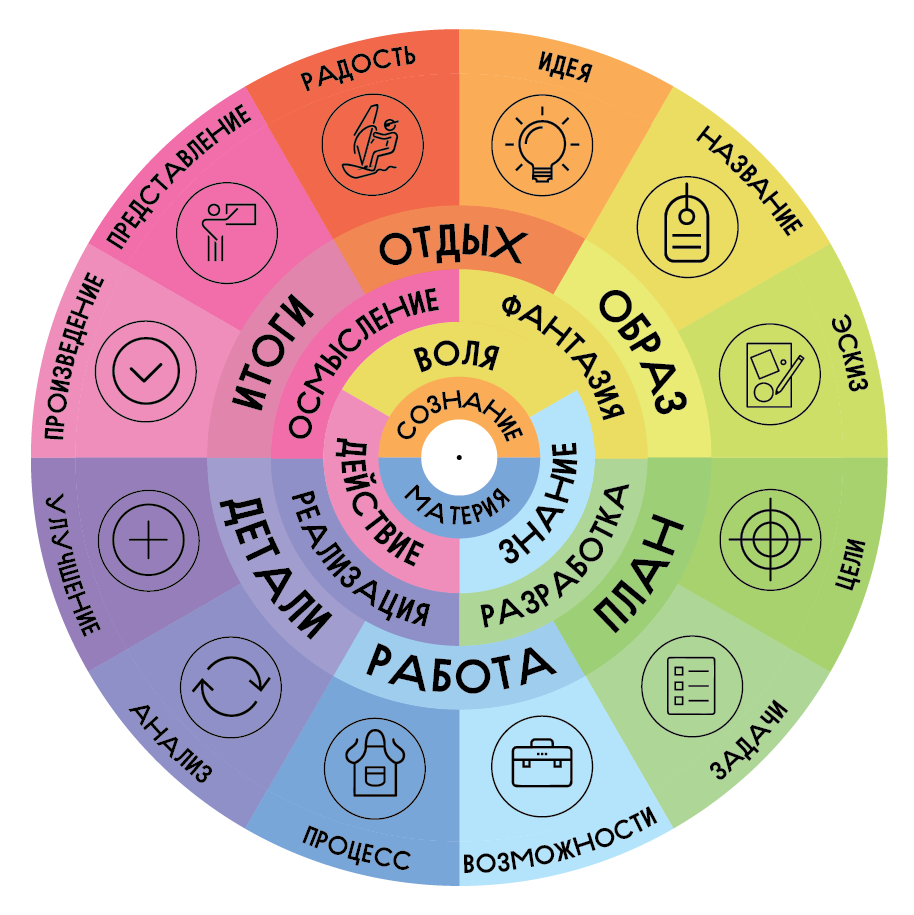 ИДЕЯ
НАЗВАНИЕ
ЭСКИЗ
ЦЕЛИ
ЗАДАЧИ
ВОЗМОЖНОСТИ
ПРОЦЕСС
АНАЛИЗ
УЛУЧШЕНИЕ
ПРОИЗВЕДЕНИЕ
ПРЕДСТАВЛЕНИЕ
РАДОСТЬ
ОТДЫХ
ОБРАЗ
ПЛАН
РАБОТА
ДЕТАЛИ
ИТОГИ
ФАНТАЗИЯ
РАЗРАБОТКА
РЕАЛИЗАЦИЯ
ОСМЫСЛЕНИЕ
ВОЛЯ
ЗНАНИЕ
ДЕЙСТВИЕ
СОЗНАНИЕ
МАТЕРИЯ